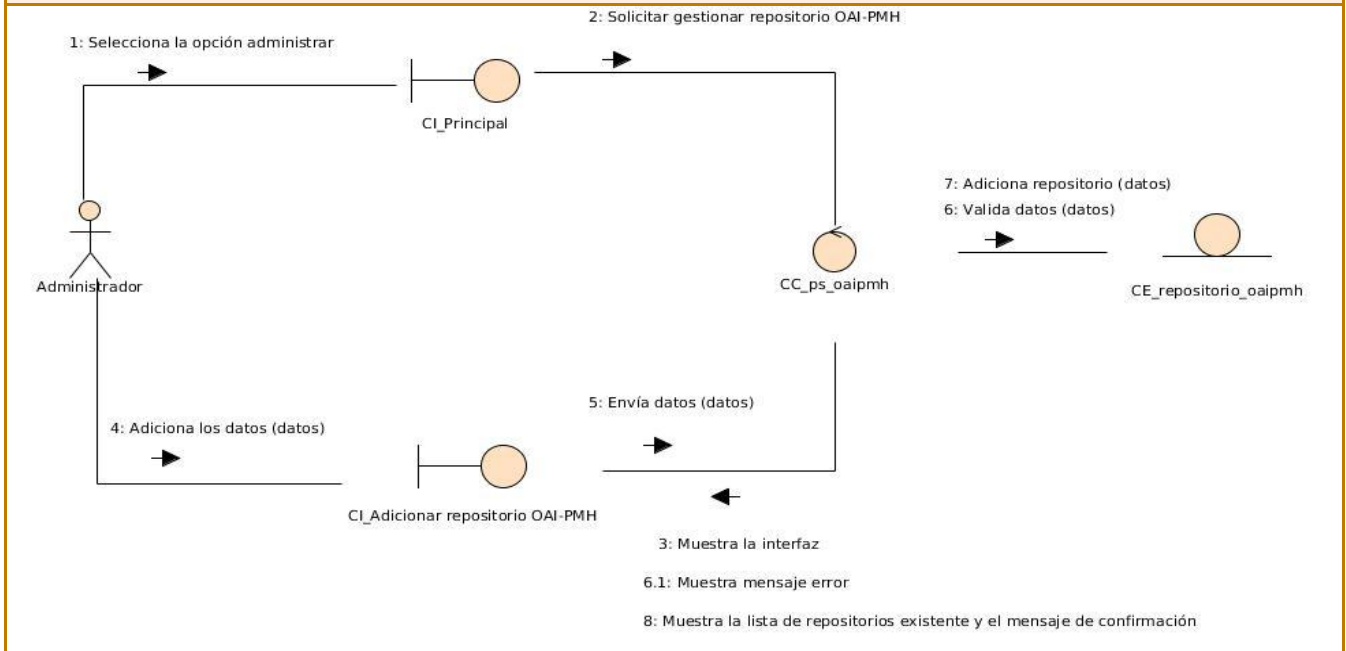 2: Solicitar gestionar repositorio OAI-PMH
1: Selecciona la opción administrar
CI_Principal
7: Adiciona repositorio (datos)
6: Valida datos (datos)
Administrador
CC_ps_oaipmh
CE_repositorio_oaipmh
5: Envía datos (datos)
4: Adiciona los datos (datos)
CI_Adicionar repositorio OAI-PMH
3: Muestra la interfaz
6.1: Muestra mensaje error
8: Muestra la lista de repositorios existente y el mensaje de confirmación